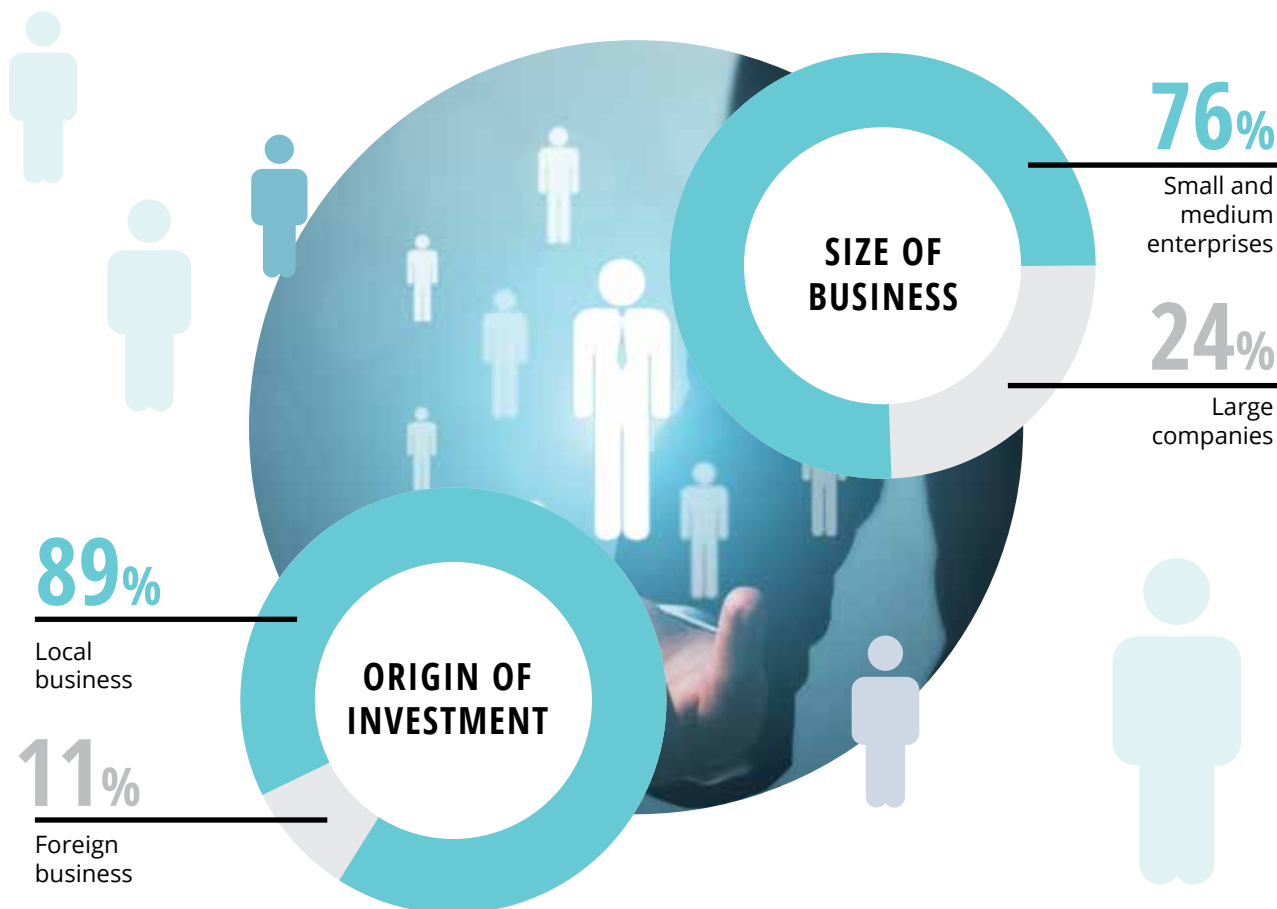 76%
Small and
medium
enterprises
SIZE OF
BUSINESS
24%
Large
companies
89%
Local
business
ORIGIN OF
INVESTMENT
11%
Foreign
business